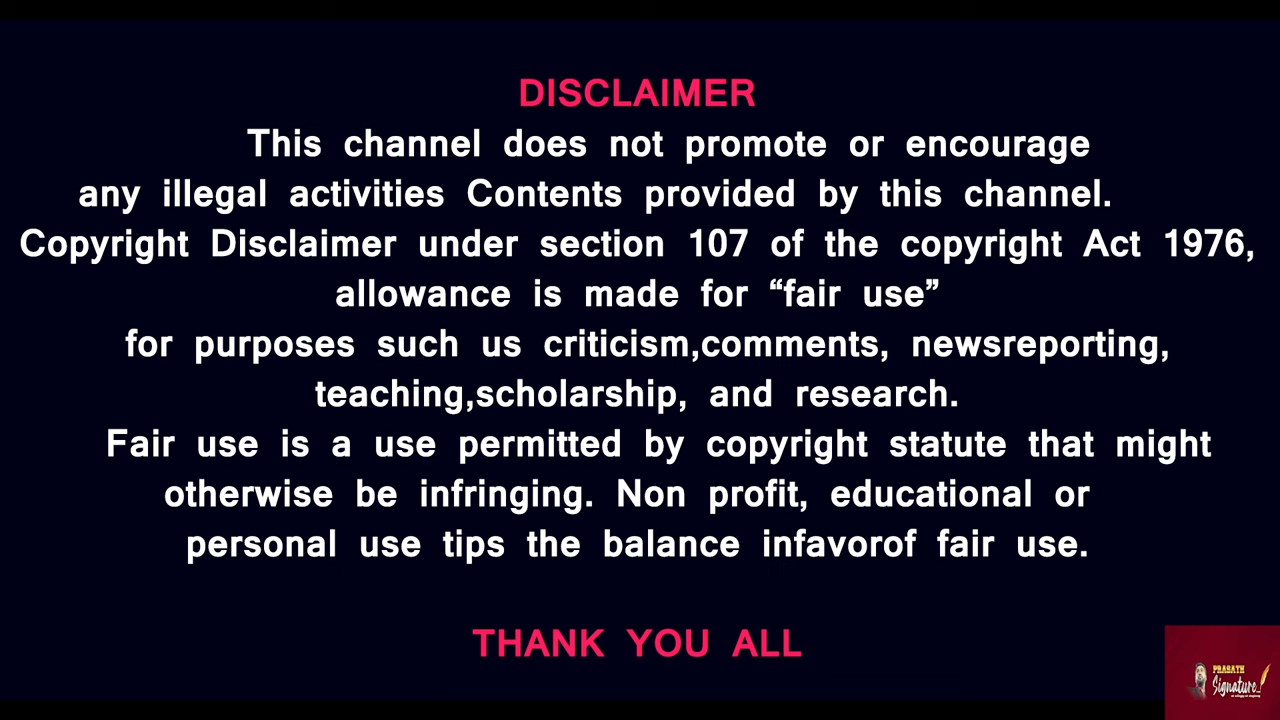 DISCLAIMER
This channel does not promote or encourage
any illegal activities Contents provided by this channel.
Copyright Disclaimer under section 107 of the copyright Act 1976,
allowance is made for “fair use”
for purposes such us criticism,comments, newsreporting,
teaching,scholarship, and research.
Fair use is a use permitted by copyright statute that might
otherwise be infringing. Non profit, educational or
personal use tips the balance infavorof fair use.
THANK YOU ALL
PRASATH
Signature..